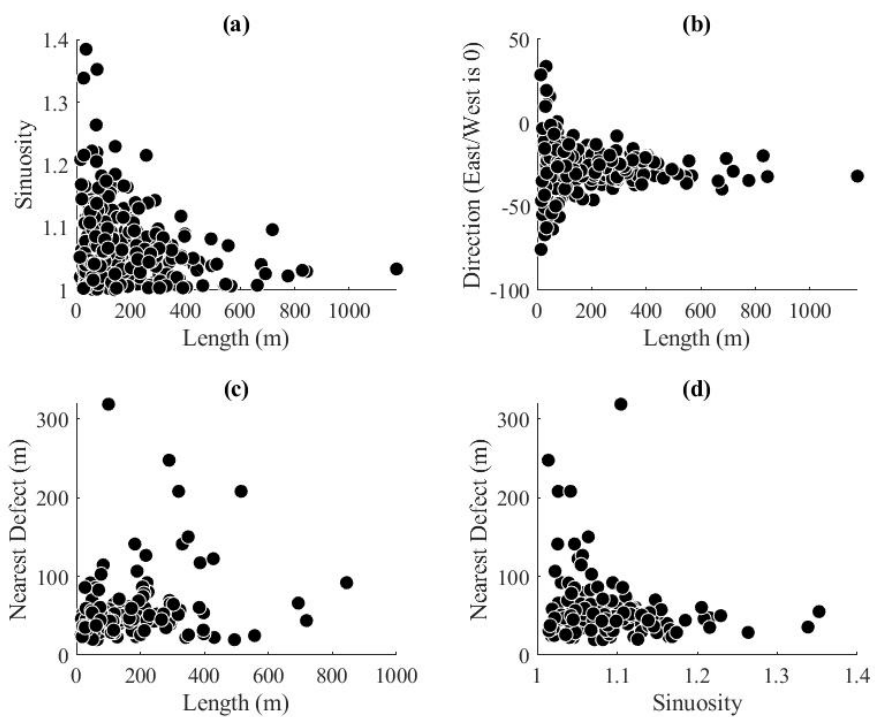 (a)
Sinuosity
1.4
1.3
1.2
1.1
1
0 200 400 600 800 1000
Length (m)
(b)
Direction (East/West is 0)
50
0
-50
-100
0 200 400 600 800 1000
Length (m)
(c)
Nearest Defect (m)
300
200
100
0
0 200 400 600 800 1000
Length (m)
(d)
Nearest Defect (m)
300
200
100
0
1 1.1 1.2 1.3 1.4
Sinuosity